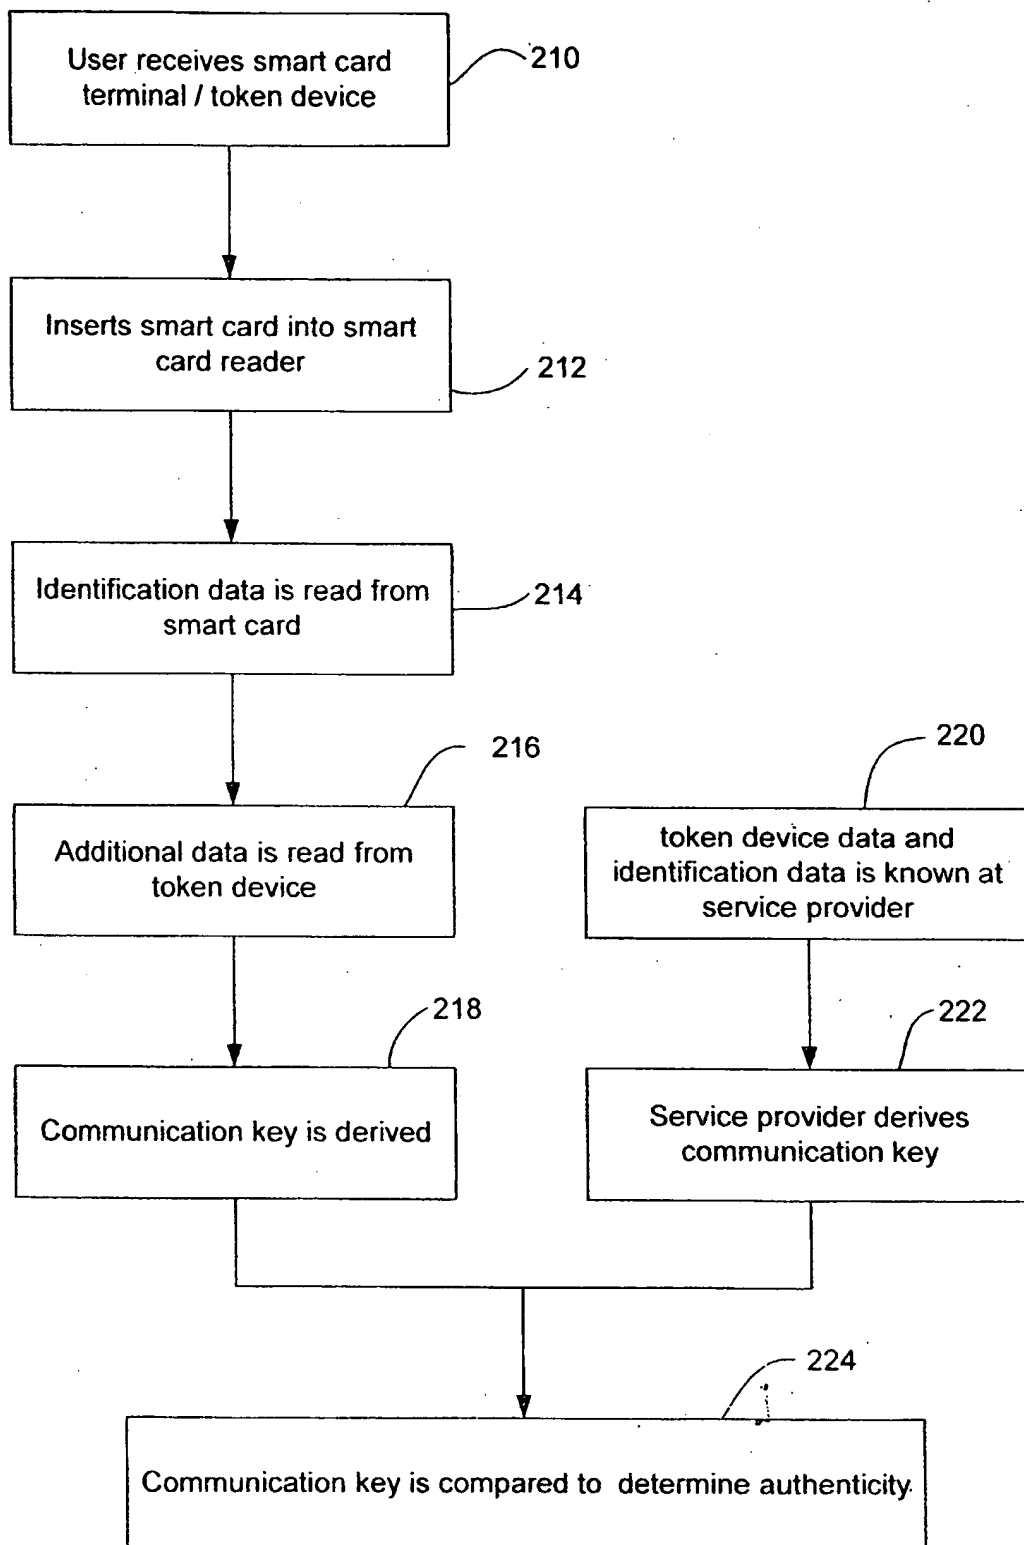 User receives smart card
terminal / token device
210
Inserts smart card into smart
card reader
212
Identification data is read from
smart card
214
216
Additional data is read from
token device
220
token device data and
identification data is known at
service provider
218
Communication key is derived
222
Service provider derives
communication key
224
Communication key is compared to determine authenticity.